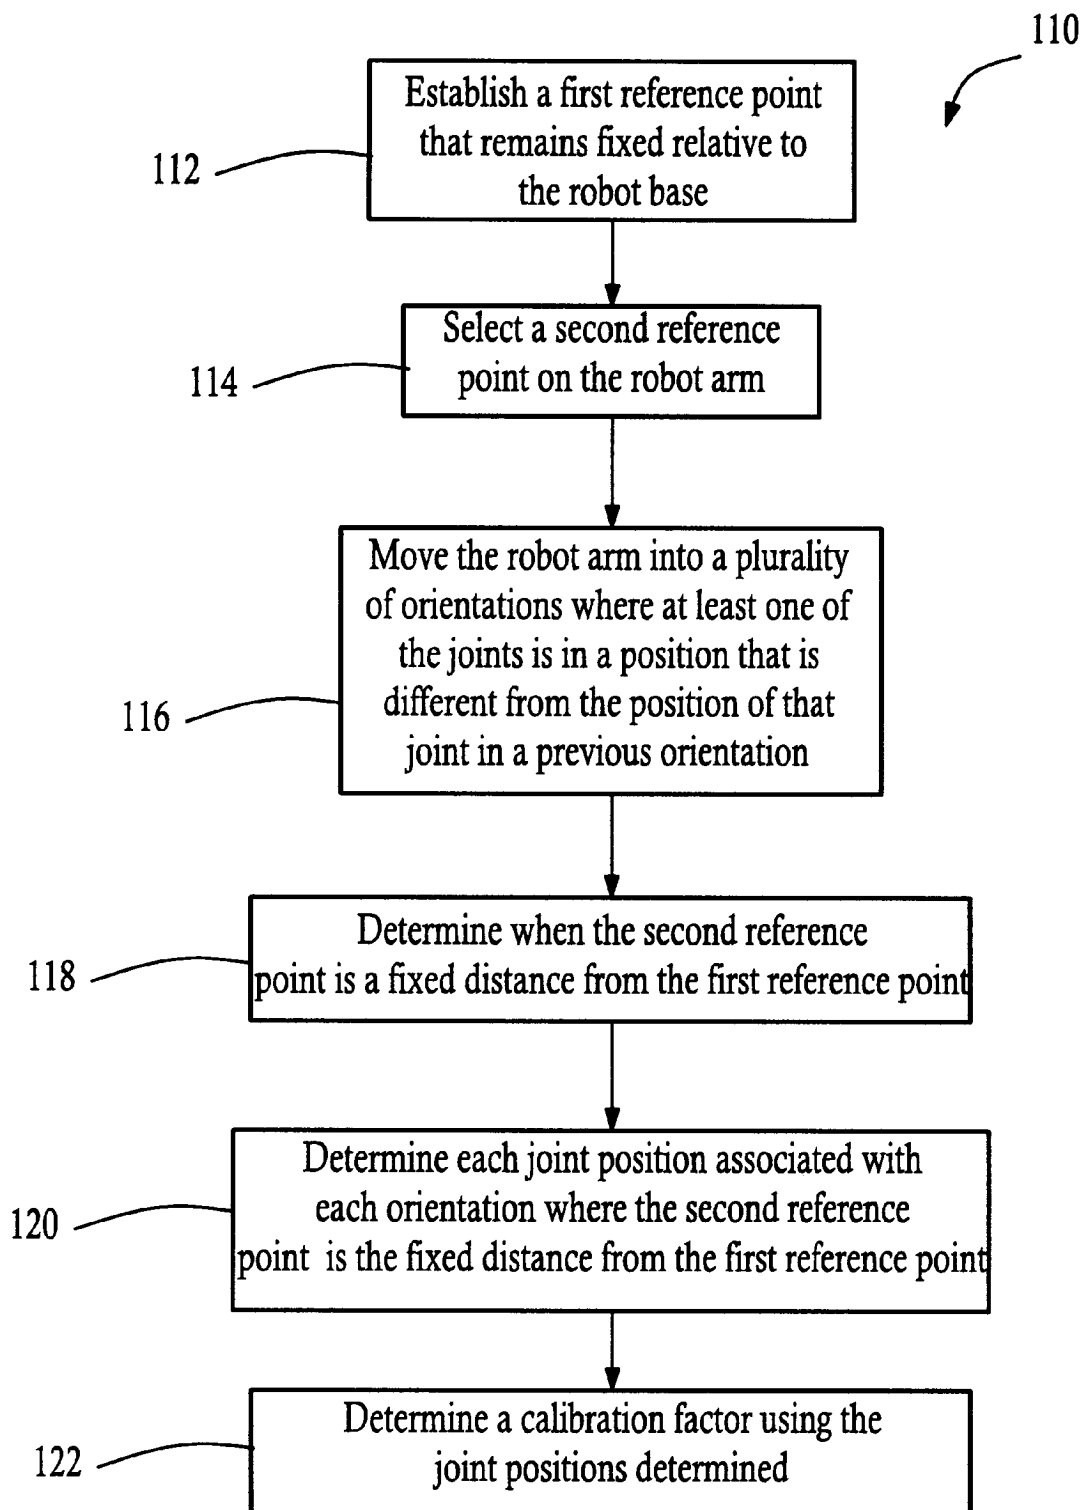 110
Establish a first reference point
that remains fixed relative to
the robot base
112
Select a second reference
point on the robot arm
114
Move the robot arm into a plurality
of orientations where at least one of
the joints is in a position that is
different from the position of that
joint in a previous orientation
116
Determine when the second reference
point is a fixed distance from the first reference point
118
Determine each joint position associated with
each orientation where the second reference
point is the fixed distance from the first reference point
120
Determine a calibration factor using the
joint positions determined
122